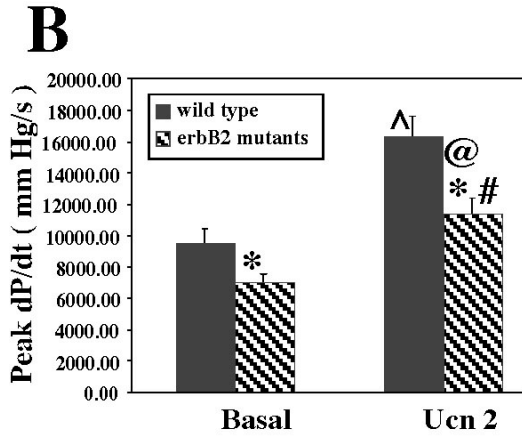 B
Peak dP/dt ( mm Hg/s )
20000.00
18000.00
16000.00
14000.00
12000.00
10000.00
8000.00
6000.00
4000.00
2000.00
0.00
wild type
erbB2 mutants
*
^
@
* #
Basal
Ucn 2